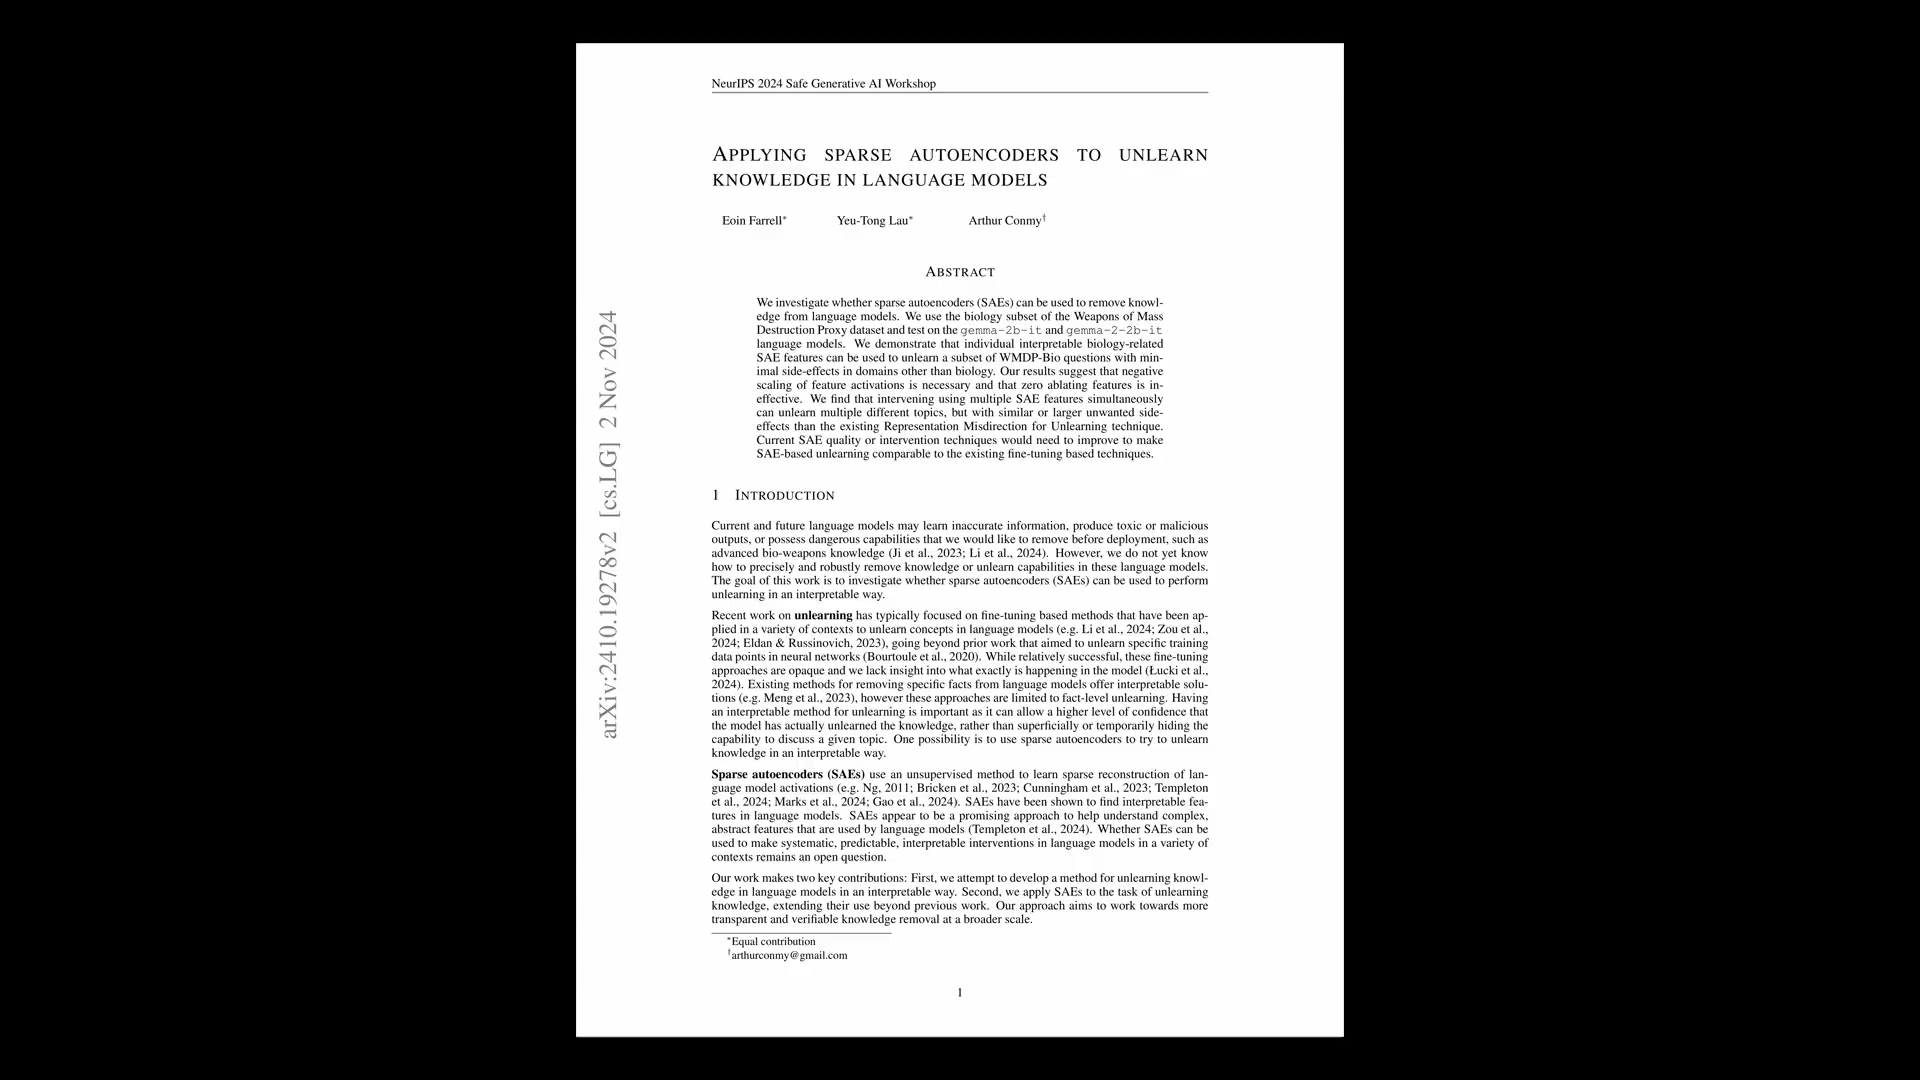 NeurIPS 2024 Safe Generative AI Workshop
APPLYING SPARSE AUTOENCODERS TO UNLEARN
KNOWLEDGE IN LANGUAGE MODELS
Eoin Farrell* Yeu-Tong Lau* Arthur Conmy†
ABSTRACT
We investigate whether sparse autoencoders (SAEs) can be used to remove knowl-
edge from language models. We use the biology subset of the Weapons of Mass
Destruction Proxy dataset and test on the gemma-2b-it and gemma-2-2b-it
language models. We demonstrate that individual interpretable biology-related
SAE features can be used to unlearn a subset of WMDP-Bio questions with min-
imal side-effects in domains other than biology. Our results suggest that negative
scaling of feature activations is necessary and that zero ablating features is in-
effective. We find that intervening using multiple SAE features simultaneously
can unlearn multiple different topics, but with similar or larger unwanted side-
effects than the existing Representation Misdirection for Unlearning technique.
Current SAE quality or intervention techniques would need to improve to make
SAE-based unlearning comparable to the existing fine-tuning based techniques.
arXiv:2410.19278v2 [cs.LG] 2 Nov 2024
1 INTRODUCTION
Current and future language models may learn inaccurate information, produce toxic or malicious
outputs, or possess dangerous capabilities that we would like to remove before deployment, such as
advanced bio-weapons knowledge (Ji et al., 2023; Li et al., 2024). However, we do not yet know
how to precisely and robustly remove knowledge or unlearn capabilities in these language models.
The goal of this work is to investigate whether sparse autoencoders (SAEs) can be used to perform
unlearning in an interpretable way.
Recent work on unlearning has typically focused on fine-tuning based methods that have been ap-
plied in a variety of contexts to unlearn concepts in language models (e.g. Li et al., 2024; Zou et al.,
2024; Eldan & Russinovich, 2023), going beyond prior work that aimed to unlearn specific training
data points in neural networks (Bourtoule et al., 2020). While relatively successful, these fine-tuning
approaches are opaque and we lack insight into what exactly is happening in the model (Łucki et al.,
2024). Existing methods for removing specific facts from language models offer interpretable solu-
tions (e.g. Meng et al., 2023), however these approaches are limited to fact-level unlearning. Having
an interpretable method for unlearning is important as it can allow a higher level of confidence that
the model has actually unlearned the knowledge, rather than superficially or temporarily hiding the
capability to discuss a given topic. One possibility is to use sparse autoencoders to try to unlearn
knowledge in an interpretable way.
Sparse autoencoders (SAEs) use an unsupervised method to learn sparse reconstruction of lan-
guage model activations (e.g. Ng, 2011; Bricken et al., 2023; Cunningham et al., 2023; Templeton
et al., 2024; Marks et al., 2024; Gao et al., 2024). SAEs have been shown to find interpretable fea-
tures in language models. SAEs appear to be a promising approach to help understand complex,
abstract features that are used by language models (Templeton et al., 2024). Whether SAEs can be
used to make systematic, predictable, interpretable interventions in language models in a variety of
contexts remains an open question.
Our work makes two key contributions: First, we attempt to develop a method for unlearning knowl-
edge in language models in an interpretable way. Second, we apply SAEs to the task of unlearning
knowledge, extending their use beyond previous work. Our approach aims to work towards more
transparent and verifiable knowledge removal at a broader scale.
*Equal contribution
†arthurconmy@gmail.com
1